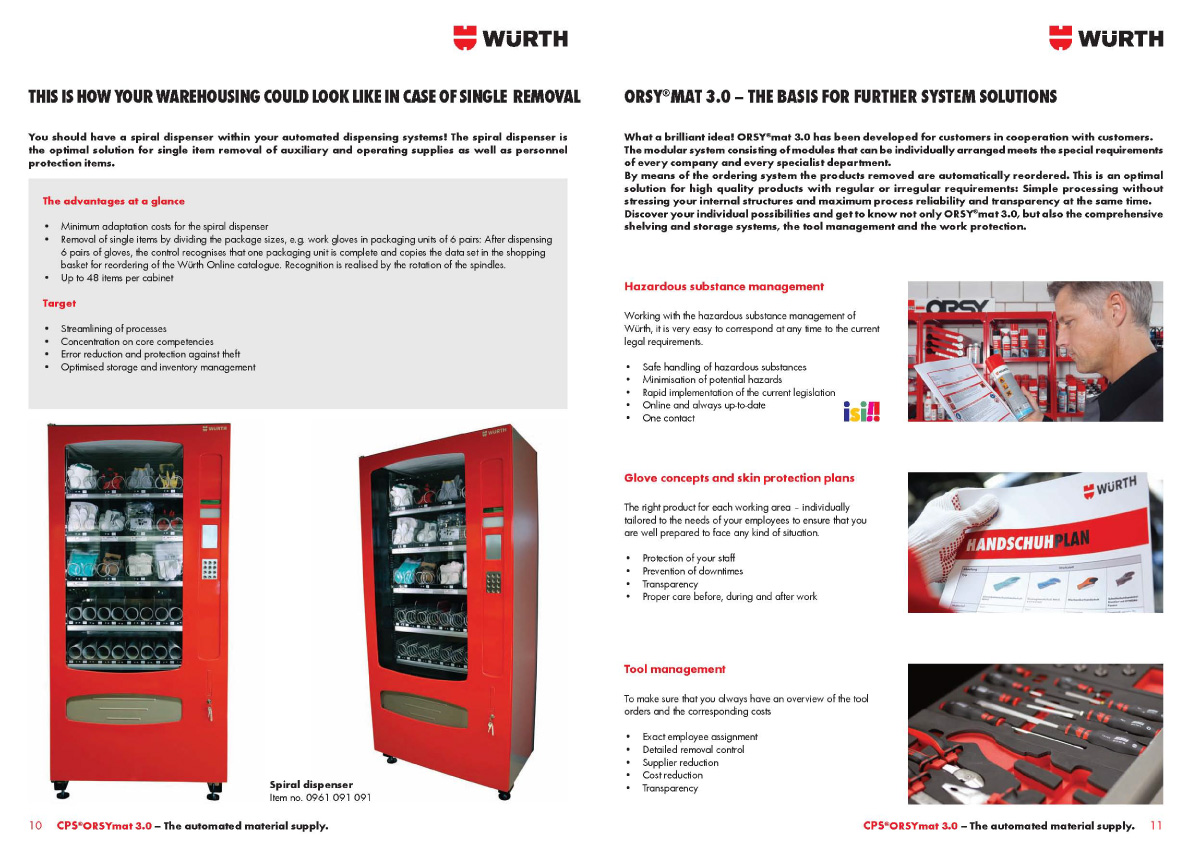 WÜRTH
THIS IS HOW YOUR WAREHOUSING COULD LOOK LIKE IN CASE OF SINGLE REMOVAL
You should have a spiral dispenser within your automated dispensing systems! The spiral dispenser is
the optimal solution for single item removal of auxiliary and operating supplies as well as personnel
protection items.
The advantages at a glance
• Minimum adaptation costs for the spiral dispenser
• Removal of single items by dividing the package sizes, e.g. work gloves in packaging units of 6 pairs: After dispensing
6 pairs of gloves, the control recognises that one packaging unit is complete and copies the data set in the shopping
basket for reordering of the Würth Online catalogue. Recognition is realised by the rotation of the spindles.
• Up to 48 items per cabinet
Target
• Streamlining of processes
• Concentration on core competencies
• Error reduction and protection against theft
• Optimised storage and inventory management
WÜRTH
WÜRTH
Spiral dispenser
Item no. 0961 091 091
10 CPS®ORSYmat 3.0 – The automated material supply.
WÜRTH
ORSY®MAT 3.0 – THE BASIS FOR FURTHER SYSTEM SOLUTIONS
What a brilliant idea! ORSY®mat 3.0 has been developed for customers in cooperation with customers.
The modular system consisting of modules that can be individually arranged meets the special requirements
of every company and every specialist department.
By means of the ordering system the products removed are automatically reordered. This is an optimal
solution for high quality products with regular or irregular requirements: Simple processing without
stressing your internal structures and maximum process reliability and transparency at the same time.
Discover your individual possibilities and get to know not only ORSY®mat 3.0, but also the comprehensive
shelving and storage systems, the tool management and the work protection.
Hazardous substance management
Working with the hazardous substance management of
Würth, it is very easy to correspond at any time to the current
legal requirements.
• Safe handling of hazardous substances
• Minimisation of potential hazards
• Rapid implementation of the current legislation
• Online and always up-to-date
• One contact
isi!!
ORSY
Glove concepts and skin protection plans
The right product for each working area - individually
tailored to the needs of your employees to ensure that you
are well prepared to face any kind of situation.
• Protection of your staff
• Prevention of downtimes
• Transparency
• Proper care before, during and after work
WÜRTH
HANDSCHUHPLAN
Tool management
To make sure that you always have an overview of the tool
orders and the corresponding costs
• Exact employee assignment
• Detailed removal control
• Supplier reduction
• Cost reduction
• Transparency
CPS®ORSYmat 3.0 – The automated material supply. 11